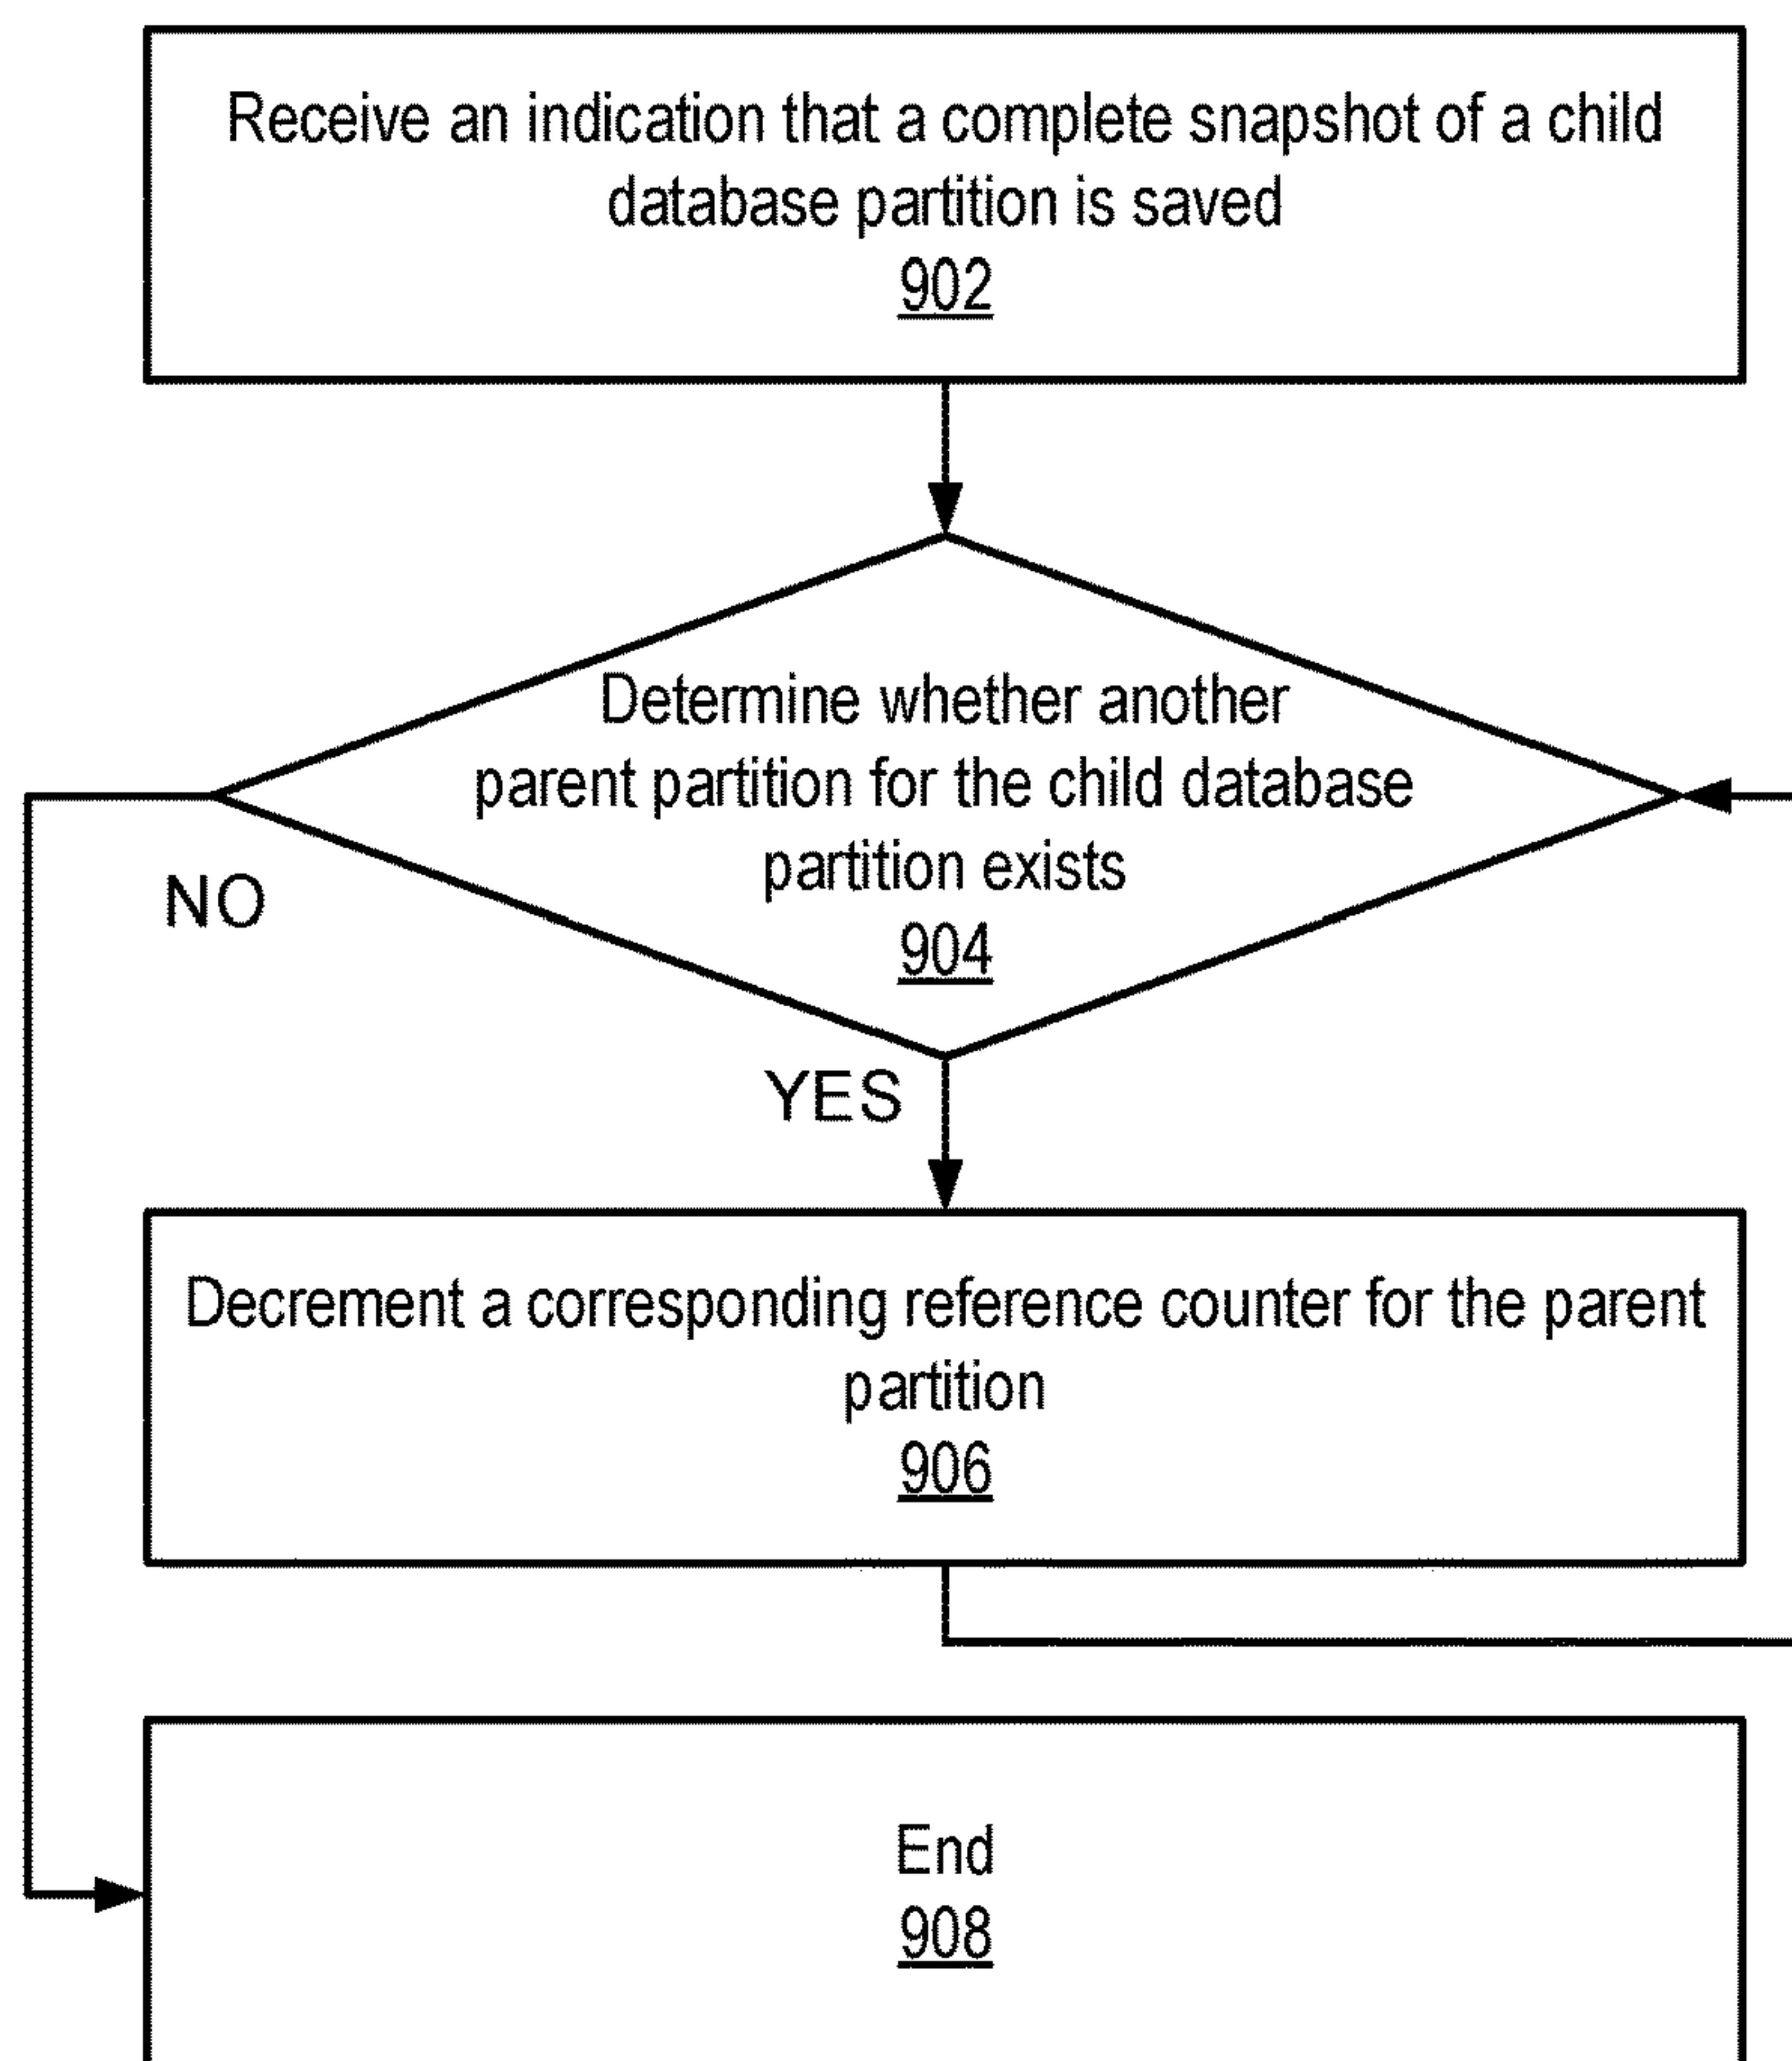 Receive an indication that a complete snapshot of a child
database partition is saved
902
Determine whether another
parent partition for the child database
partition exists
904
NO
YES
Decrement a corresponding reference counter for the parent
partition
906
End
908